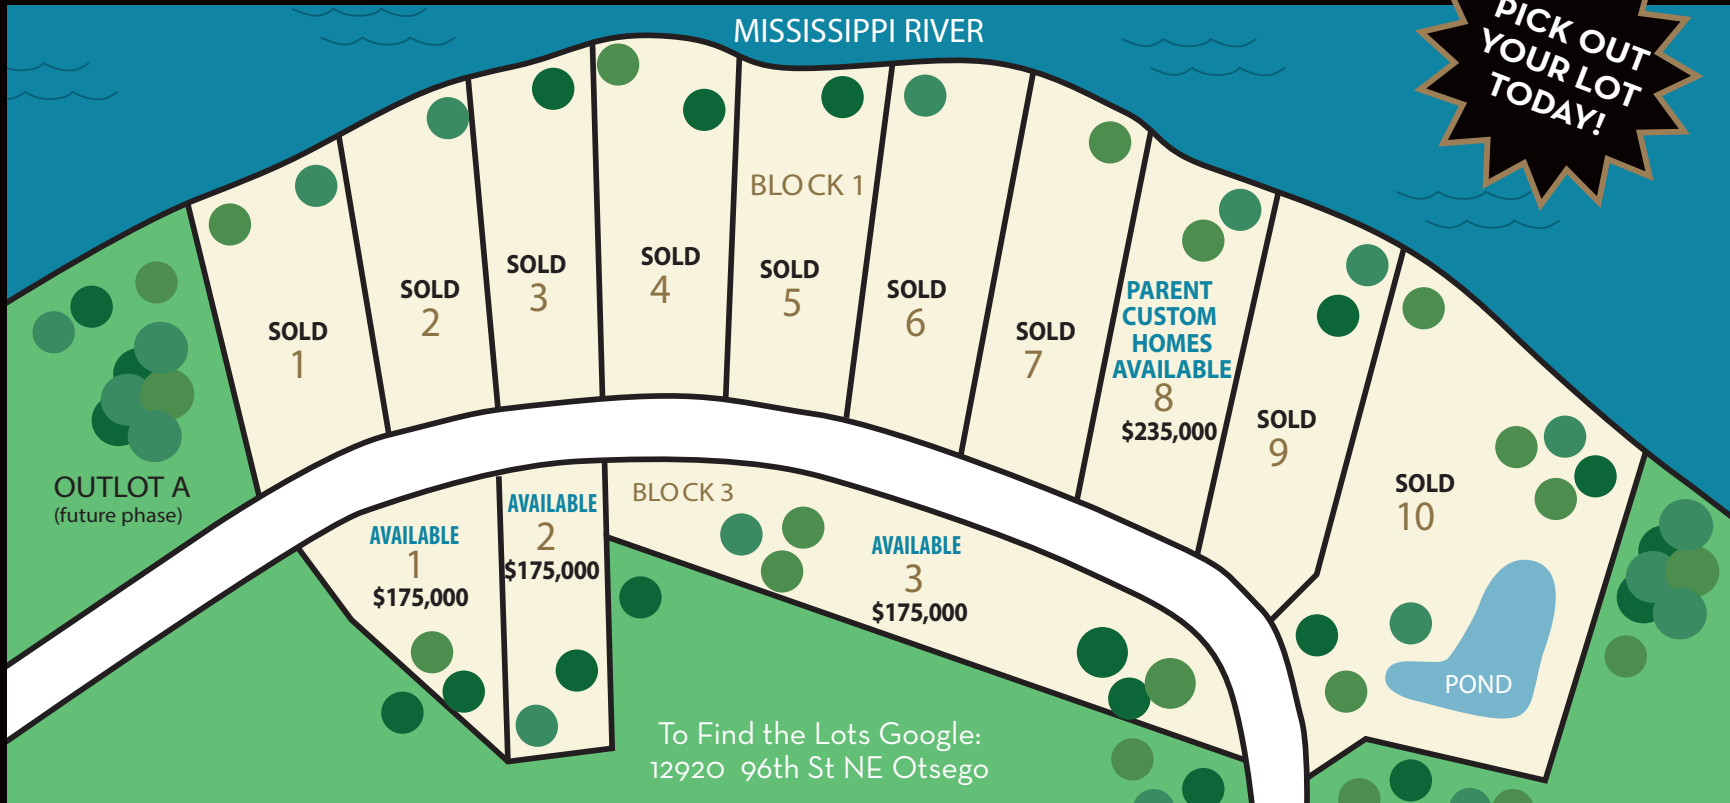 MISSISSIPPI RIVER
PICK OUT
YOUR LOT
TODAY!
BLOCK 1
SOLD
1
SOLD
2
SOLD
3
SOLD
4
SOLD
5
SOLD
6
SOLD
7
PARENT
CUSTOM
HOMES
AVAILABLE
8
$235,000
SOLD
9
SOLD
10
OUTLOT A
(future phase)
BLOCK 3
AVAILABLE
1
$175,000
AVAILABLE
2
$175,000
AVAILABLE
3
$175,000
POND
To Find the Lots Google:
12920 96th St NE Otsego